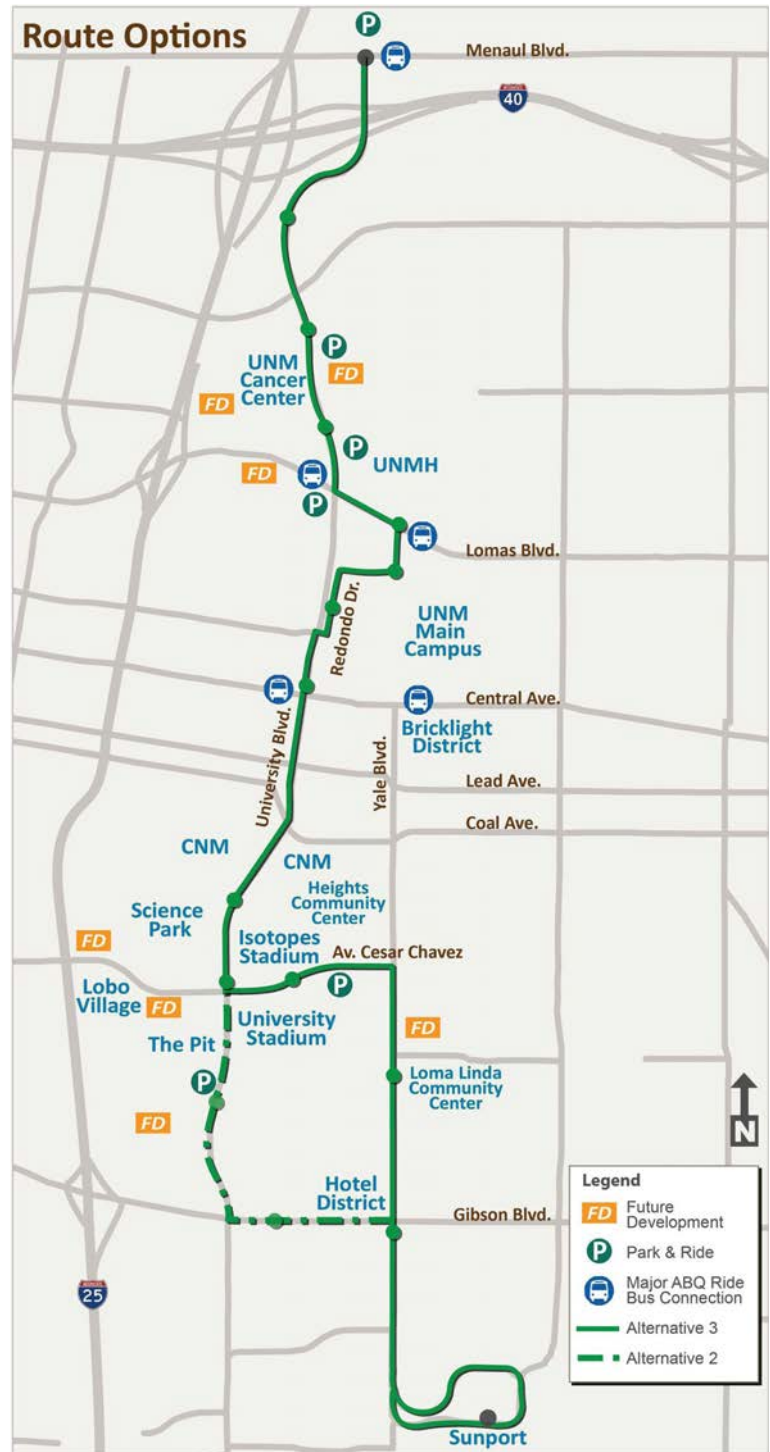 Route Options
P
Menaul Blvd.
INTERSTATE
40
P
UNM
Cancer
Center
FD
FD
P
UNMH
FD
P
Lomas Blvd.
Redondo Dr.
UNM
Main
Campus
Central Ave.
Bricklight
District
University Blvd.
Yale Blvd.
Lead Ave.
Coal Ave.
CNM
CNM
Heights
Community
Center
Science
Park
Isotopes
Stadium
Av. Cesar Chavez
FD
P
Lobo
Village
FD
University
Stadium
FD
The Pit
Loma Linda
Community
Center
P
FD
N
Hotel
District
Gibson Blvd.
INTERSTATE
25
Sunport
Legend
FD Future
Development
P Park & Ride
Major ABQ Ride
Bus Connection
Alternative 3
Alternative 2